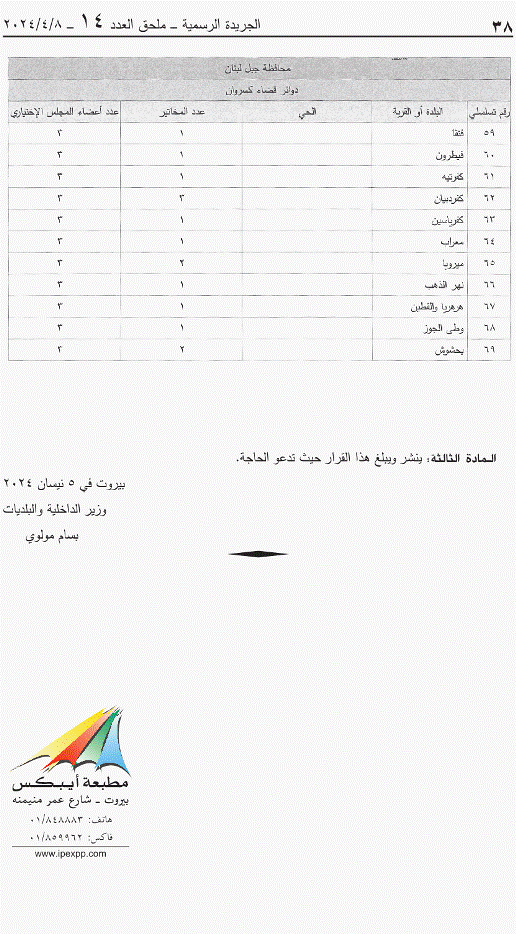 ٣٨ الجريدة الرسمية ـ ملحق العدد ١٤ ـ ٢٠٢٤/٤/٨
محافظة جبل لبنان
دوائر قضاء كسروان
رقم تسلسلي البلدة أو القرية الحي عدد المخاتير عدد أعضاء المجلس الإختياري
٥٩ فتقا ١ ٣
٦٠ فيطرون ١ ٣
٦١ كفرتيه ١ ٣
٦٢ كفردبيان ٣ ٣
٦٣ كفرياسين ١ ٣
٦٤ معراب ١ ٣
٦٥ ميروبا ٢ ٣
٦٦ نهر الذهب ١ ٣
٦٧ هرهريا والقطين ١ ٣
٦٨ وطى الجوز ١ ٣
٦٩ يحشوش ٢ ٣
المادة الثالثة: ينشر ويبلغ هذا القرار حيث تدعو الحاجة.
بيروت في ٥ نيسان ٢٠٢٤
وزير الداخلية والبلديات
بسام مولوي
مطبعة أيبكس
بيروت ـ شارع عمر منيمنه
هاتف: ٠١/٨٤٨٨٨٣
فاكس: ٠١/٨٥٩٩٦٢
www.ipexpp.com